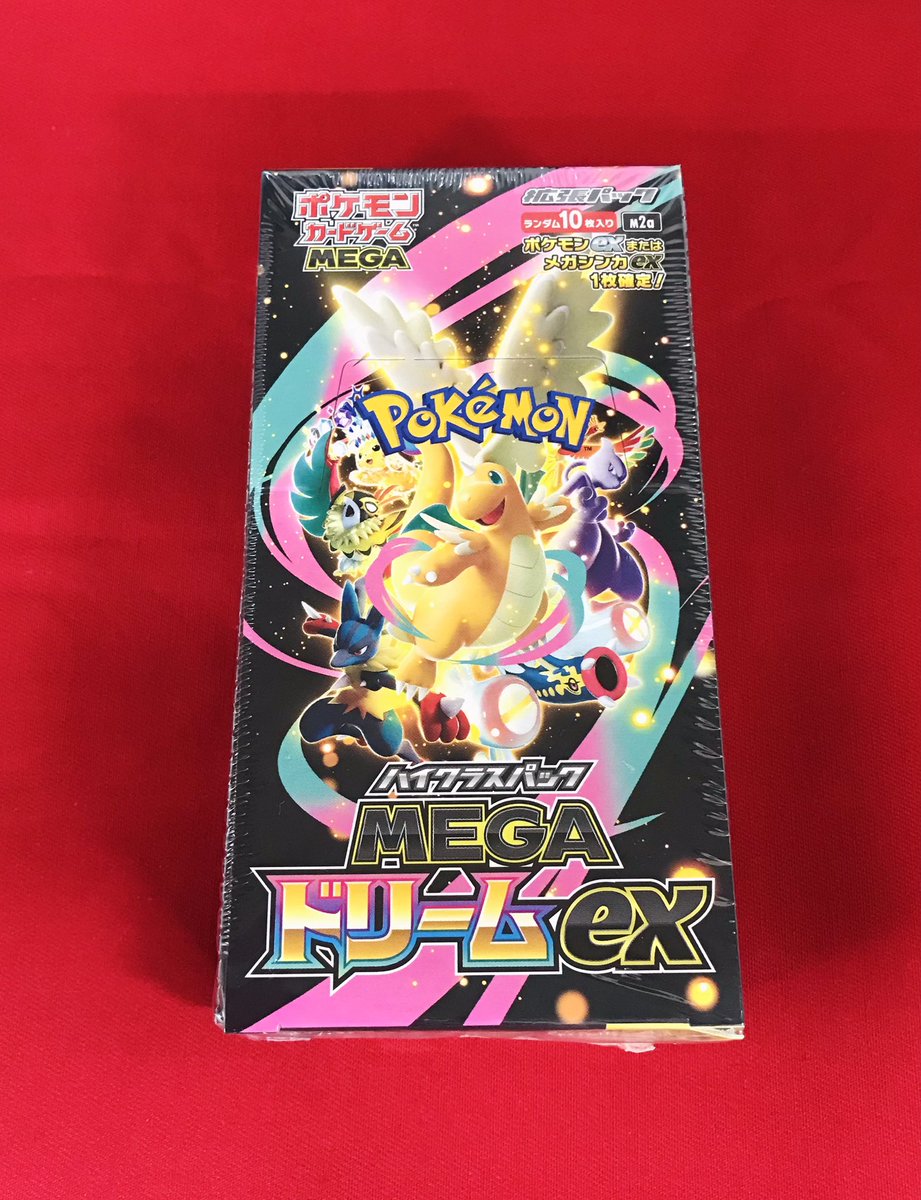 ポケモン
カードゲーム
MEGA
拡張パック
ランダム10枚入り M2a
ポケモンexまたは
メガシンカex
1枚確定!
POKéMON
TM
ハイクラスパック
MEGA
ドリームex